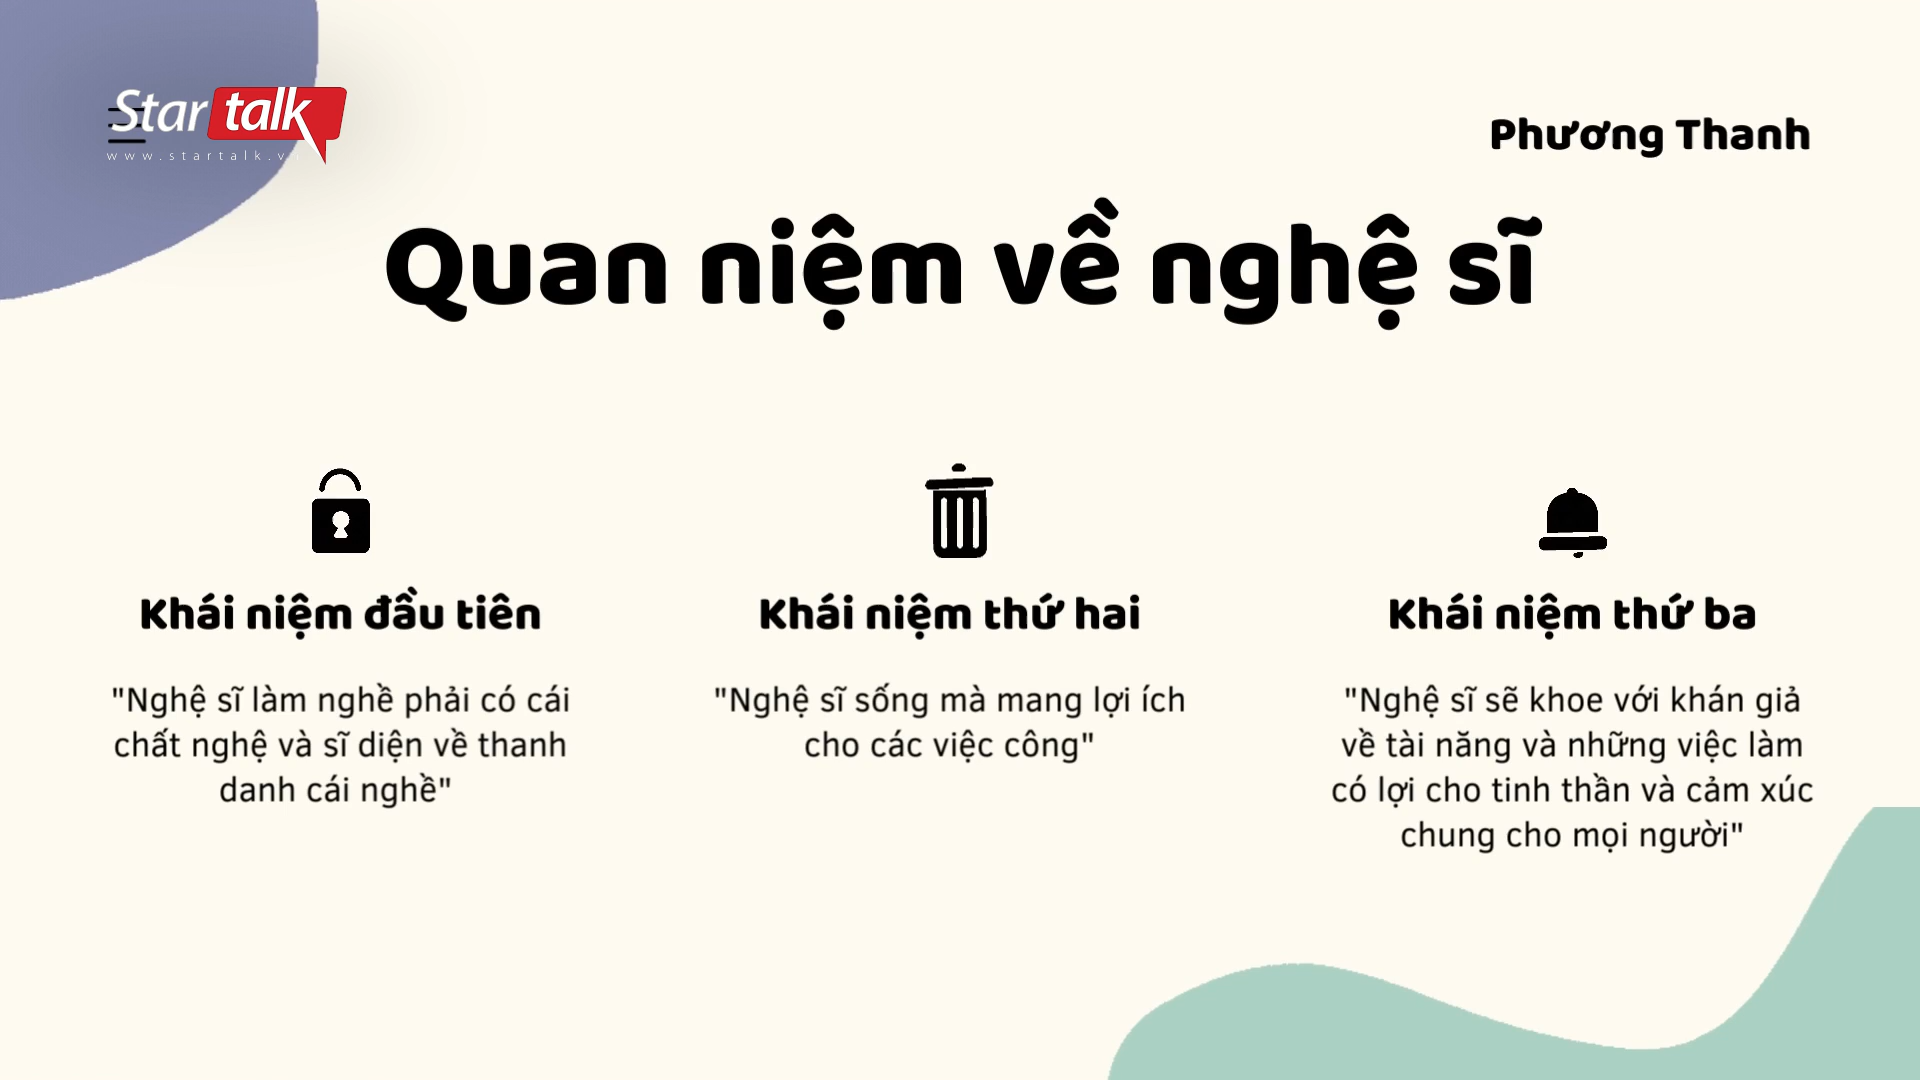 Star talk
www.startalk.v
Phương Thanh
Quan niệm về nghệ sĩ
Khái niệm đầu tiên
"Nghệ sĩ làm nghề phải có cái
chất nghệ và sĩ diện về thanh
danh cái nghề"
Khái niệm thứ hai
"Nghệ sĩ sống mà mang lợi ích
cho các việc công"
Khái niệm thứ ba
"Nghệ sĩ sẽ khoe với khán giả
về tài năng và những việc làm
có lợi cho tinh thần và cảm xúc
chung cho mọi người"